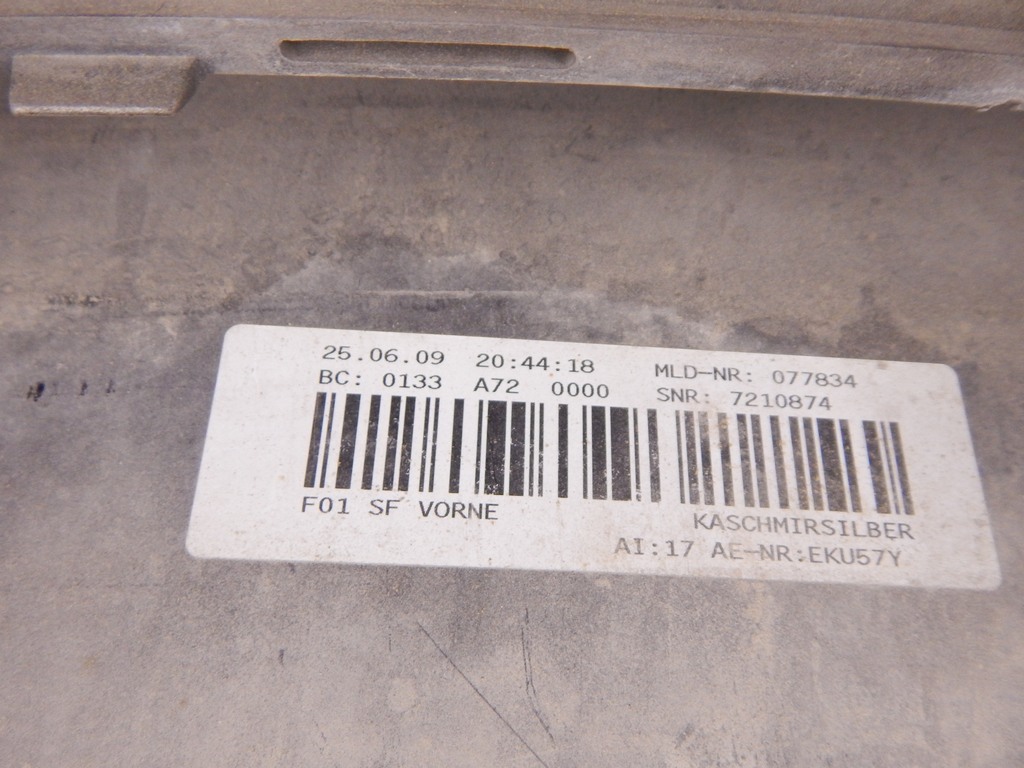 25.06.09 20:44:18 MLD-NR: 077834
BC: 0133 A72 0000 SNR: 7210874
F01 SF VORNE KASCHMIRSILBER
AI:17 AE-NR:EKU57Y